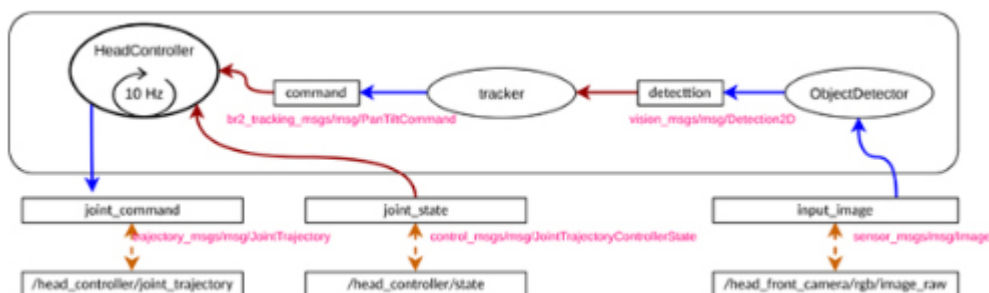 HeadController
10 Hz
command
tracker
detecttion
ObjectDetector
br2_tracking_msgs/msg/PanTiltCommand
vision_msgs/msg/Detection2D
joint_command
joint_state
input_image
trajectory_msgs/msg/JointTrajectory
control_msgs/msg/JointTrajectoryControllerState
sensor_msgs/msg/Image
/head_controller/joint_trajectory
/head_controller/state
/head_front_camera/rgb/image_raw